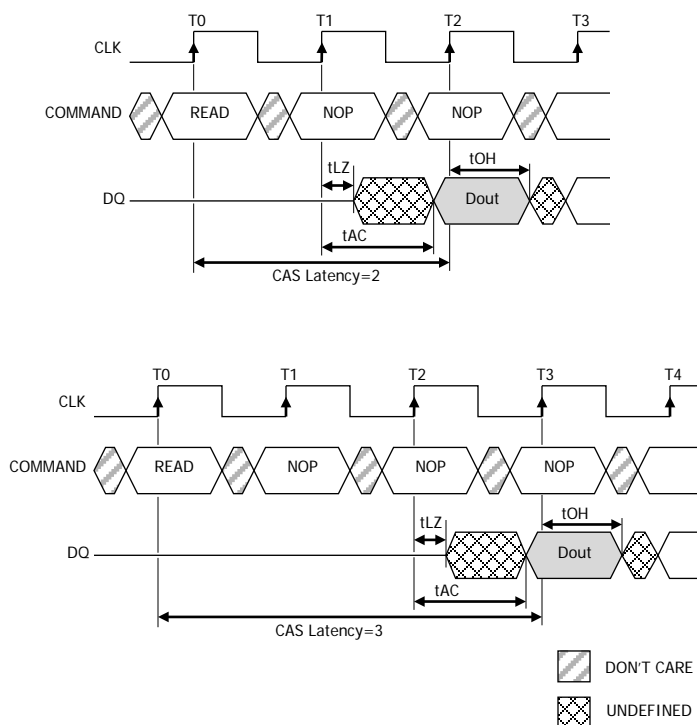 T0 T1 T2 T3
CLK
COMMAND READ NOP NOP
tLZ tOH
DQ Dout
tAC
CAS Latency=2
T0 T1 T2 T3 T4
CLK
COMMAND READ NOP NOP NOP
tLZ tOH
DQ Dout
tAC
CAS Latency=3
DON'T CARE
UNDEFINED